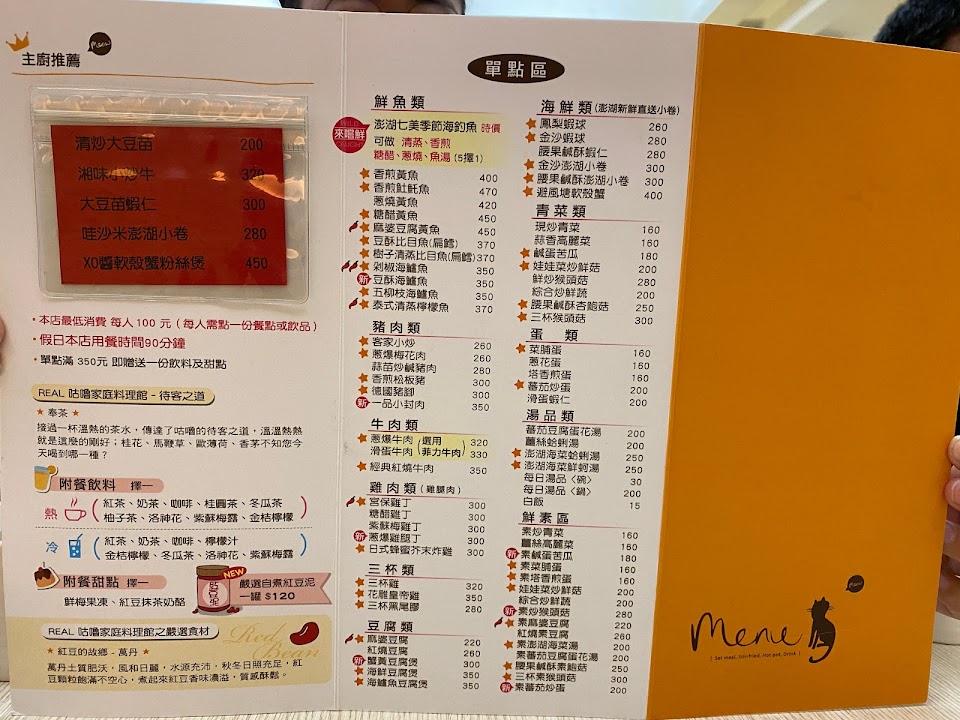 主廚推薦
Menu
清炒大豆苗 200
湘味小炒牛 320
大豆苗蝦仁 300
哇沙米澎湖小卷 280
XO醬軟殼蟹粉絲煲 450
・本店最低消費 每人100元（每人需點一份餐點或飲品）
・假日本店用餐時間90分鐘
・單點滿 350元 即贈送一份飲料及甜點
REAL 咕嚕家庭料理館 - 待客之道
★ 奉茶 ★
接過一杯溫熱的茶水，傳達了咕嚕的待客之道，溫溫熱熱
就是這麼的剛好；桂花、馬鞭草、歐薄荷、香茅不知您今
天喝到哪一種？
附餐飲料 擇一
熱（紅茶、奶茶、咖啡、桂圓茶、冬瓜茶
柚子茶、洛神花、紫蘇梅露、金桔檸檬）
冷（紅茶、奶茶、咖啡、檸檬汁
金桔檸檬、冬瓜茶、洛神花、紫蘇梅露）
附餐甜點 擇一
鮮梅果凍、紅豆抹茶奶酪
NEW
嚴選自煮紅豆泥
一罐 $120
REAL 咕嚕家庭料理館之嚴選食材
Red Bean
★ 紅豆的故鄉 - 萬丹 ★
萬丹土質肥沃，風和日麗，水源充沛，秋冬日照充足，紅
豆顆粒飽滿不空心，煮起來紅豆香味濃溢，質感酥鬆。
單點區
鮮魚類
來嚐鮮
澎湖七美季節海釣魚 時價
可做 清蒸、香煎
糖醋、蔥燒、魚湯 (5擇1)
★香煎黃魚 400
★香煎魟魠魚 470
蔥燒黃魚 420
★糖醋黃魚 450
★麻婆豆腐黃魚 450
★豆酥比目魚(扁鱈) 370
★樹子清蒸比目魚(扁鱈) 370
★剁椒海鱸魚 350
新 豆酥海鱸魚 350
★五柳枝海鱸魚 350
★泰式清蒸檸檬魚 370
豬肉類
★客家小炒 260
★蔥爆梅花肉 260
蒜苗炒鹹豬肉 280
★香煎松板豬 300
★德國豬腳 300
新 一品小封肉 350
牛肉類
★蔥爆牛肉 (選用 320
滑蛋牛肉 菲力牛肉) 330
★經典紅燒牛肉 350
雞肉類 (雞腿肉)
★宮保雞丁 300
糖醋雞丁 300
紫蘇梅雞丁 300
新 蔥爆雞腿丁 300
★日式蜂蜜芥末炸雞 300
三杯類
★三杯雞 320
★花雕皇帝雞 350
★三杯黑尾膠 280
豆腐類
★麻婆豆腐 220
紅燒豆腐 260
新 蟹黃豆腐煲 300
★海鮮豆腐煲 350
★海鱸魚豆腐煲 350
海鮮類 (澎湖新鮮直送小卷)
★鳳梨蝦球 260
★金沙蝦球 280
腰果鹹酥蝦仁 280
★金沙澎湖小卷 300
★腰果鹹酥澎湖小卷 300
★避風塘軟殼蟹 400
青菜類
現炒青菜 160
蒜香高麗菜 160
★鹹蛋苦瓜 180
★娃娃菜炒鮮菇 200
鮮炒猴頭菇 280
綜合炒鮮蔬 200
★腰果鹹酥杏鮑菇 250
★三杯猴頭菇 300
蛋 類
★菜脯蛋 160
蔥花蛋 160
塔香煎蛋 160
★蕃茄炒蛋 200
滑蛋蝦仁 200
湯品類
蕃茄豆腐蛋花湯 200
薑絲蛤蜊湯 200
★澎湖海菜蛤蜊湯 250
★澎湖海菜鮮蚵湯 250
每日湯品〈碗〉 30
每日湯品〈鍋〉 200
白飯 15
鮮素區
素炒青菜 160
薑絲高麗菜 160
新 素鹹蛋苦瓜 180
★素菜脯蛋 160
★素塔香煎蛋 160
★娃娃菜炒鮮菇 200
綜合炒鮮蔬 200
新 素炒猴頭菇 280
★素麻婆豆腐 220
紅燒素豆腐 260
★素澎湖海菜湯 200
素蕃茄豆腐蛋花湯 200
★腰果鹹酥素鮑菇 250
★三杯素猴頭菇 300
新 素蕃茄炒蛋 200
Menu
Menu
[ Set meal, Stir-fried, Hot pot, Drink ]